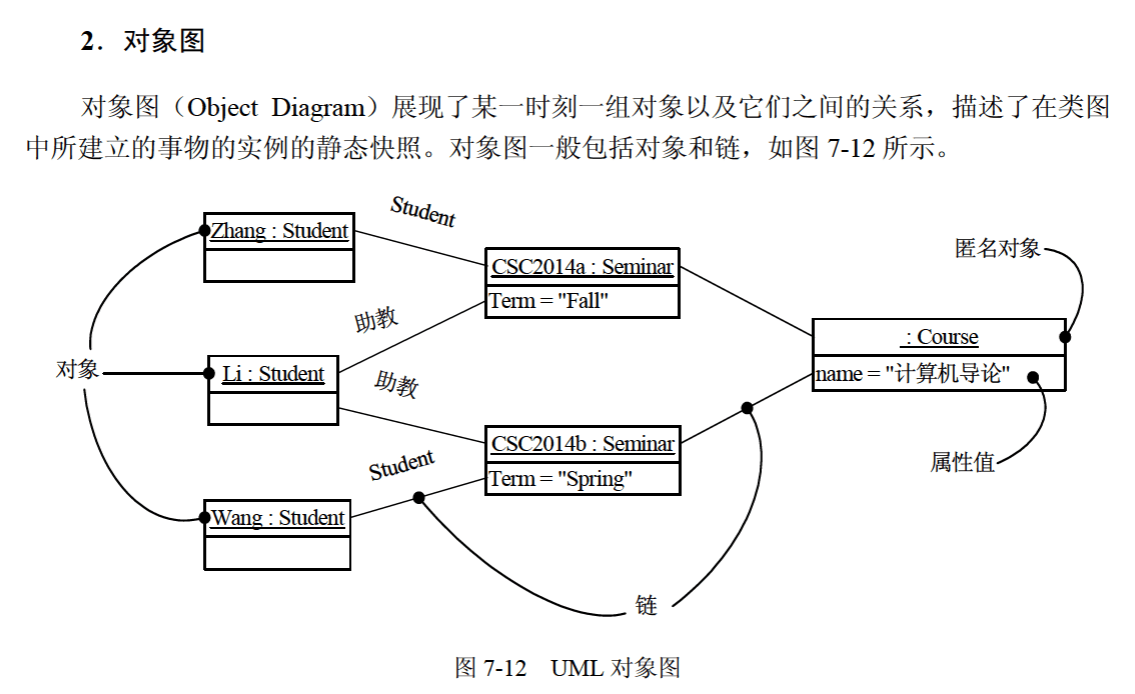 2．对象图
对象图（Object Diagram）展现了某一时刻一组对象以及它们之间的关系，描述了在类图
中所建立的事物的实例的静态快照。对象图一般包括对象和链，如图 7-12 所示。
Student
Zhang : Student
CSC2014a : Seminar
Term = "Fall"
匿名对象
助教
: Course
name = "计算机导论"
对象
Li : Student
助教
CSC2014b : Seminar
Term = "Spring"
属性值
Student
Wang : Student
链
图 7-12 UML 对象图